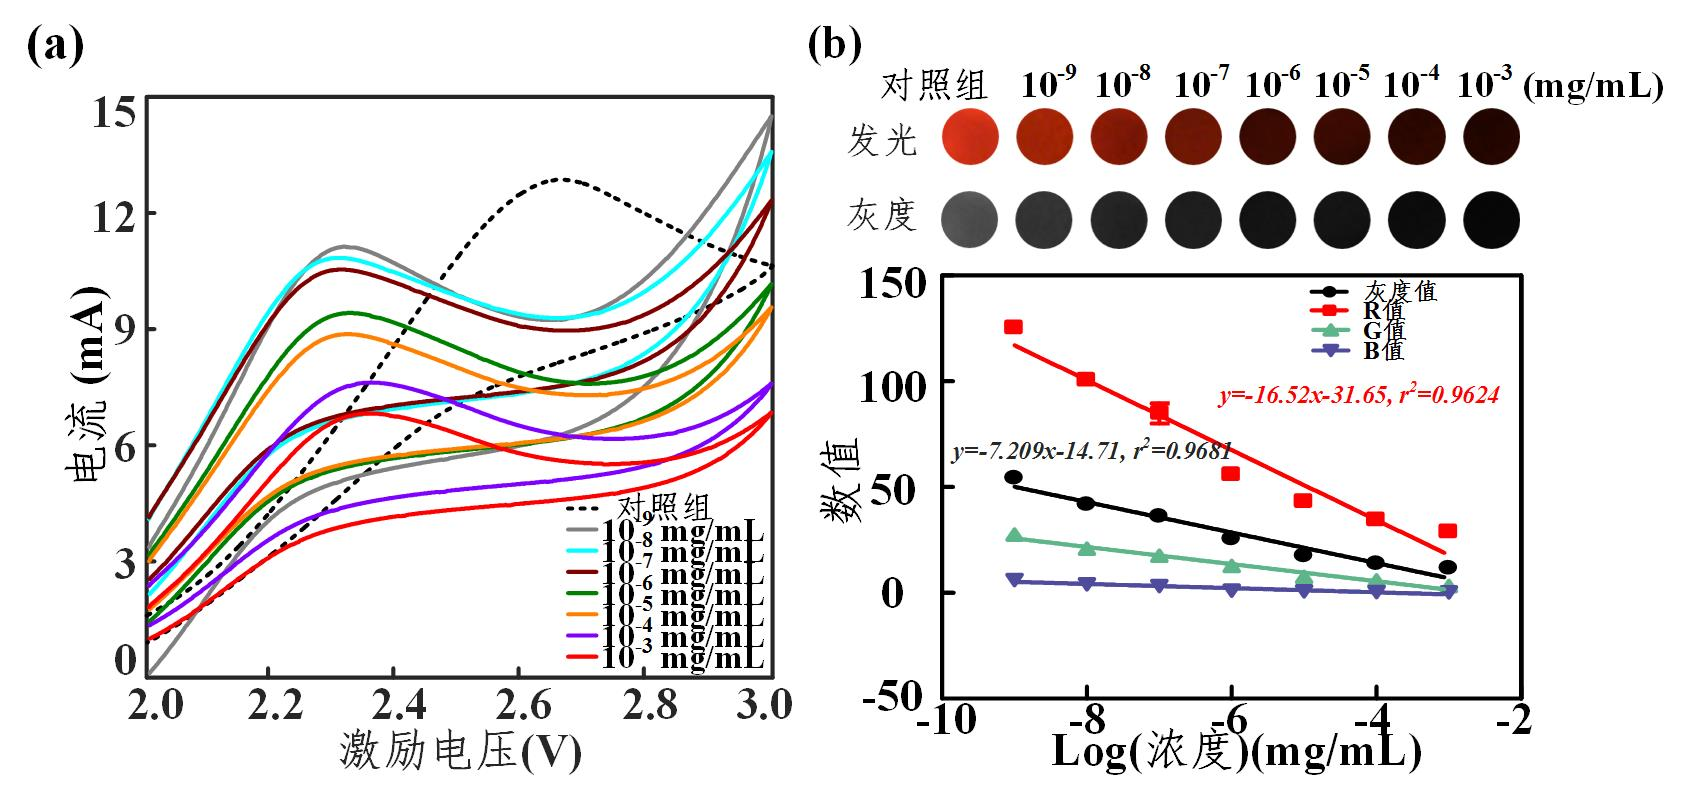 (a)
15
12
9
6
3
0
电流 (mA)
2.0 2.2 2.4 2.6 2.8 3.0
激励电压(V)
对照组
10-9 mg/mL
10-8 mg/mL
10-7 mg/mL
10-6 mg/mL
10-5 mg/mL
10-4 mg/mL
10-3 mg/mL
(b)
对照组 10-9 10-8 10-7 10-6 10-5 10-4 10-3 (mg/mL)
发光
灰度
150
100
50
0
-50
数值
灰度值
R值
G值
B值
y=-16.52x-31.65, r2=0.9624
y=-7.209x-14.71, r2=0.9681
-10 -8 -6 -4 -2
Log(浓度)(mg/mL)